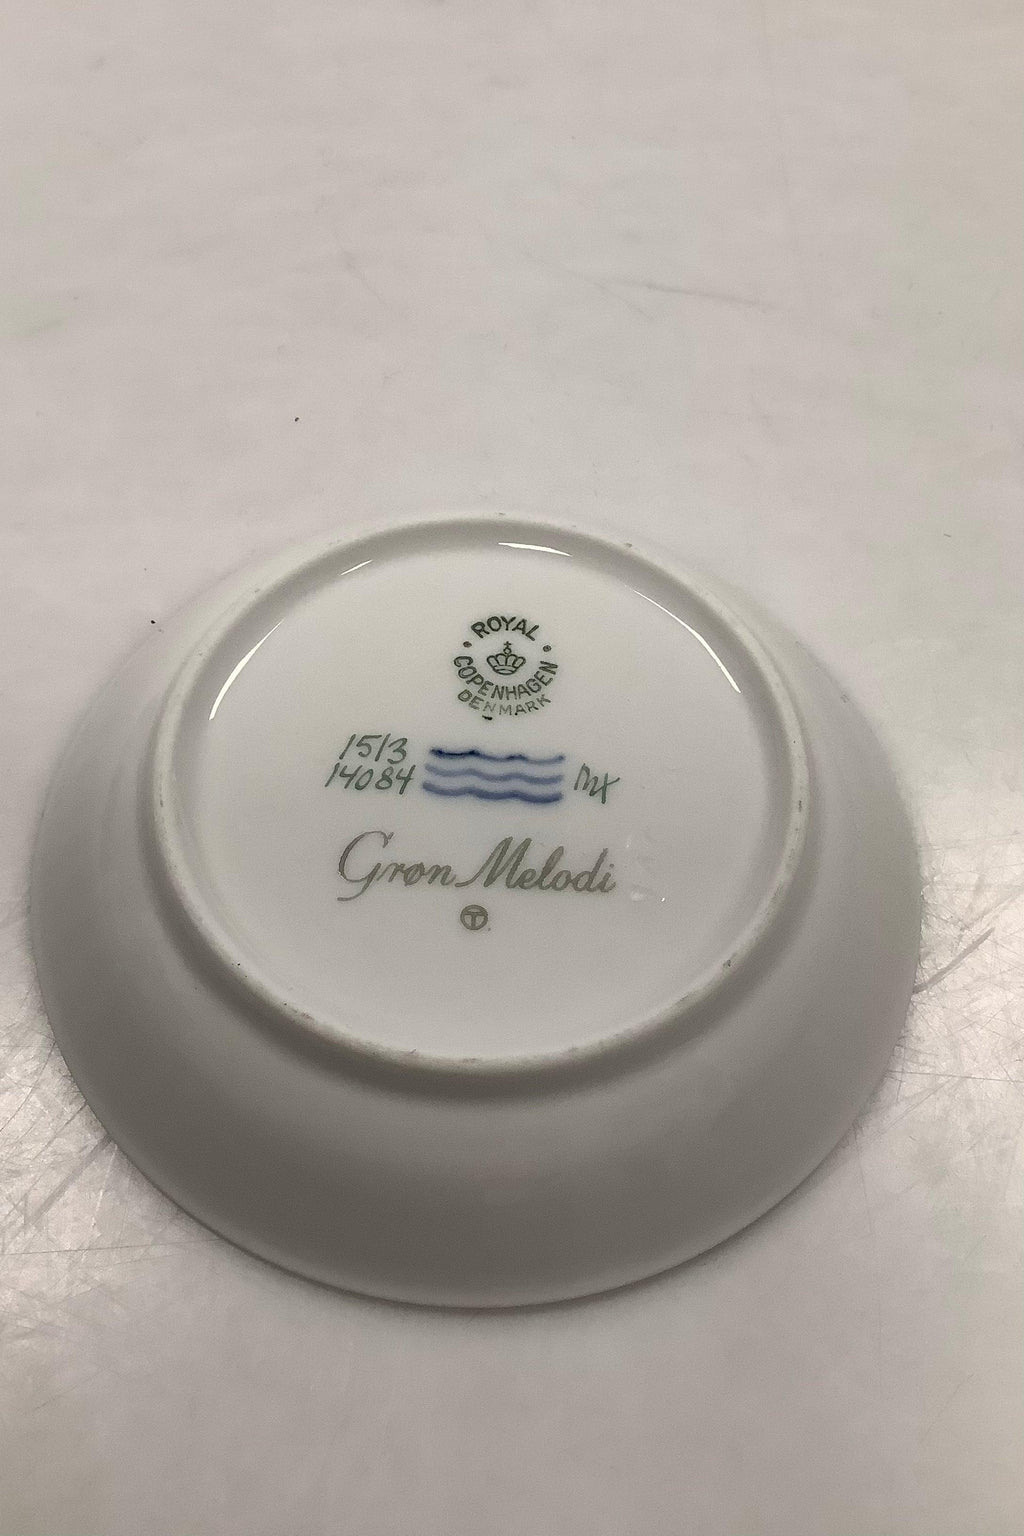 ROYAL
COPENHAGEN
DENMARK
1513
14084
Grøn Melodi
T